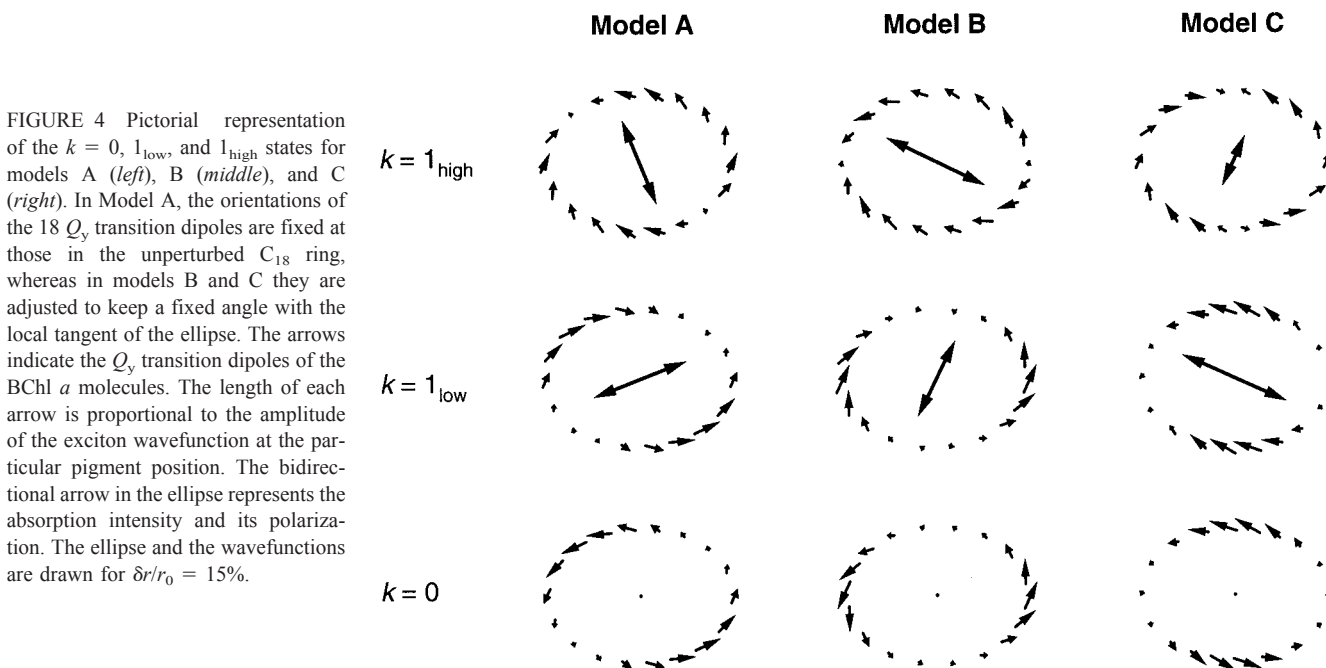 FIGURE 4 Pictorial representation
of the k = 0, 1low, and 1high states for
models A (left), B (middle), and C
(right). In Model A, the orientations of
the 18 Qy transition dipoles are fixed at
those in the unperturbed C18 ring,
whereas in models B and C they are
adjusted to keep a fixed angle with the
local tangent of the ellipse. The arrows
indicate the Qy transition dipoles of the
BChl a molecules. The length of each
arrow is proportional to the amplitude
of the exciton wavefunction at the par-
ticular pigment position. The bidirec-
tional arrow in the ellipse represents the
absorption intensity and its polariza-
tion. The ellipse and the wavefunctions
are drawn for δr/r0 = 15%.
Model A Model B Model C
k = 1high
k = 1low
k = 0